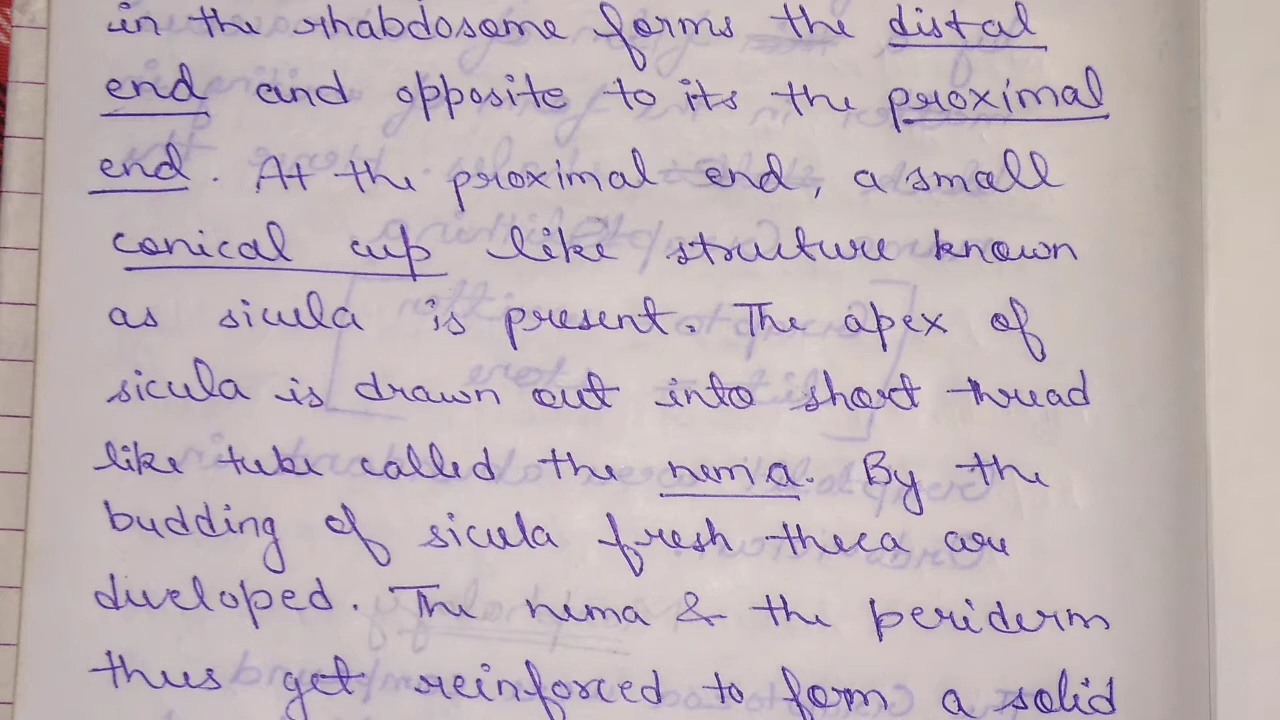 in the rhabdosome forms the distal
end and opposite to its the proximal
end. At the proximal end, a small
conical cup like structure known
as sicula is present. The apex of
sicula is drawn out into short thread
like tube called the nema. By the
budding of sicula fresh theca are
developed. The nema & the periderm
thus get reinforced to form a solid